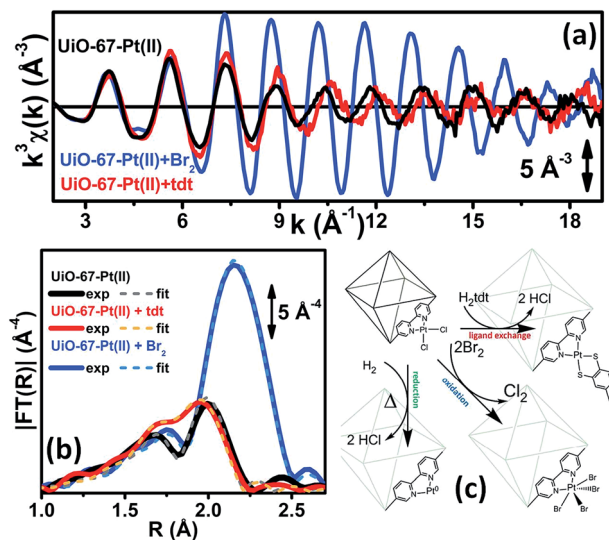 UiO-67-Pt(II)
(a)
k³χ(k) (Å⁻³)
UiO-67-Pt(II)+Br₂
UiO-67-Pt(II)+tdt
5 Å⁻³
3 6 9 12 15 18
k (Å⁻¹)
(b)
UiO-67-Pt(II)
exp fit
UiO-67-Pt(II) + tdt
exp fit
UiO-67-Pt(II) + Br₂
exp fit
5 Å⁻⁴
|FT(R)| (Å⁻⁴)
1.0 1.5 2.0 2.5
R (Å)
H₂tdt
2 HCl
N
N
Pt
Cl
Cl
ligand exchange
2Br₂
N
N
Pt
S
S
H₂
reduction
oxidation
Δ
Cl₂
2 HCl
N
N
Pt⁰
(c)
N
N
Pt
Br
Br
Br
Br